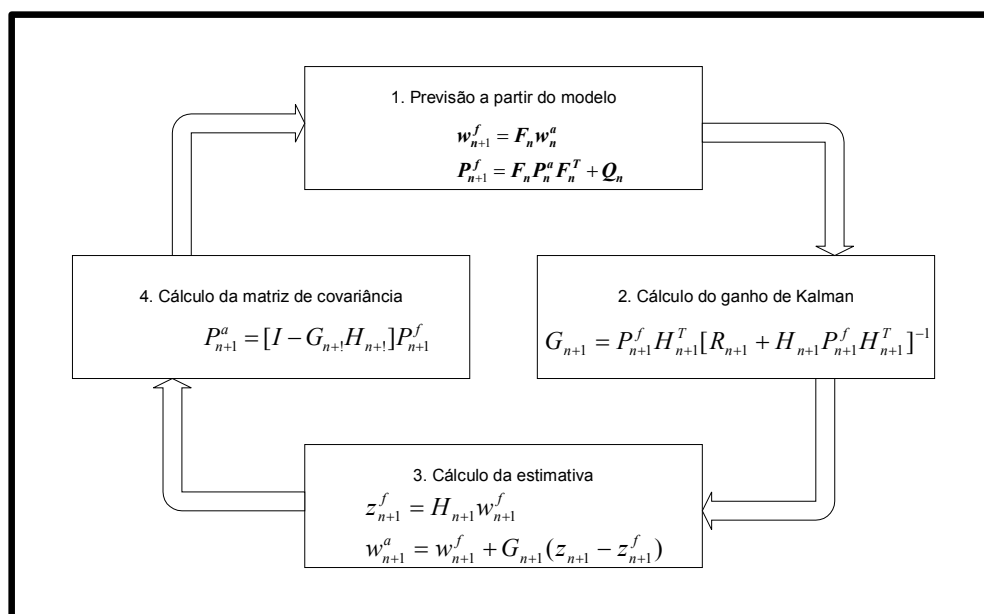 1. Previsão a partir do modelo
w^f_{n+1} = F_n w^a_n
P^f_{n+1} = F_n P^a_n F^T_n + Q_n
2. Cálculo do ganho de Kalman
G_{n+1} = P^f_{n+1} H^T_{n+1} [R_{n+1} + H_{n+1} P^f_{n+1} H^T_{n+1}]^{-1}
3. Cálculo da estimativa
z^f_{n+1} = H_{n+1} w^f_{n+1}
w^a_{n+1} = w^f_{n+1} + G_{n+1}(z_{n+1} - z^f_{n+1})
4. Cálculo da matriz de covariância
P^a_{n+1} = [I - G_{n+!} H_{n+!}] P^f_{n+1}